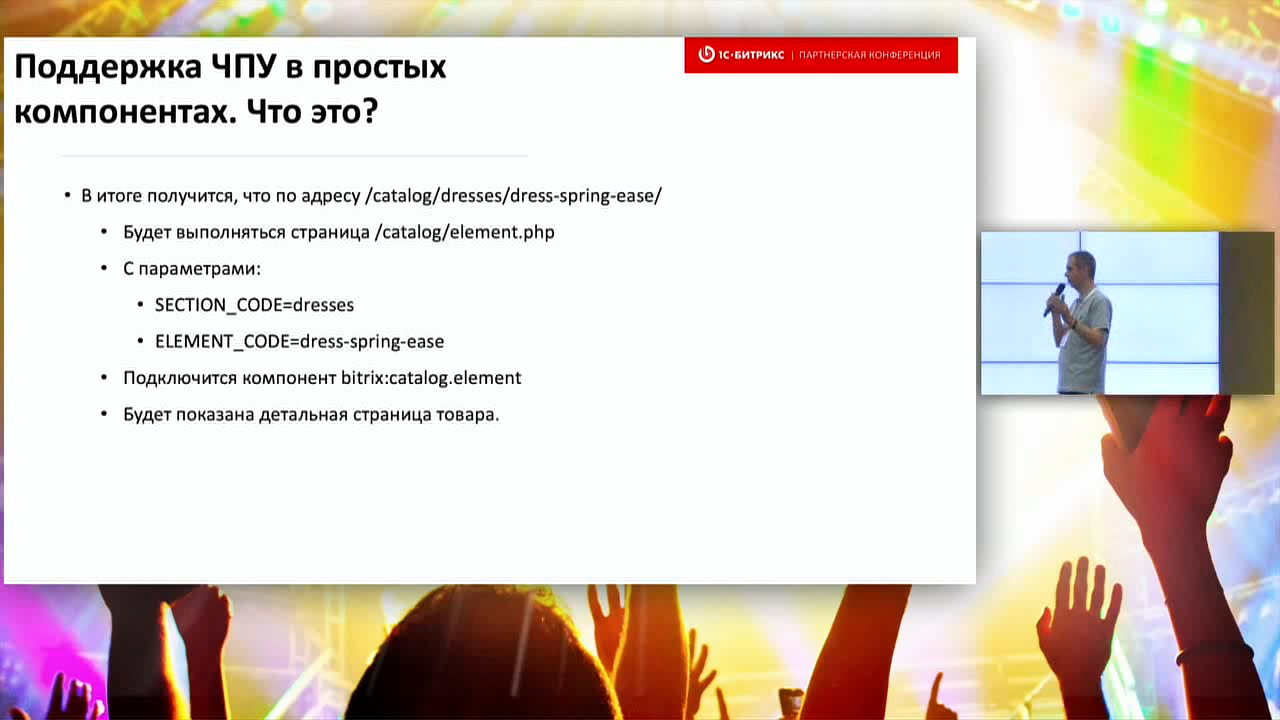 Поддержка ЧПУ в простых
компонентах. Что это?
1С·БИТРИКС | ПАРТНЕРСКАЯ КОНФЕРЕНЦИЯ
• В итоге получится, что по адресу /catalog/dresses/dress-spring-ease/
• Будет выполняться страница /catalog/element.php
• С параметрами:
• SECTION_CODE=dresses
• ELEMENT_CODE=dress-spring-ease
• Подключится компонент bitrix:catalog.element
• Будет показана детальная страница товара.